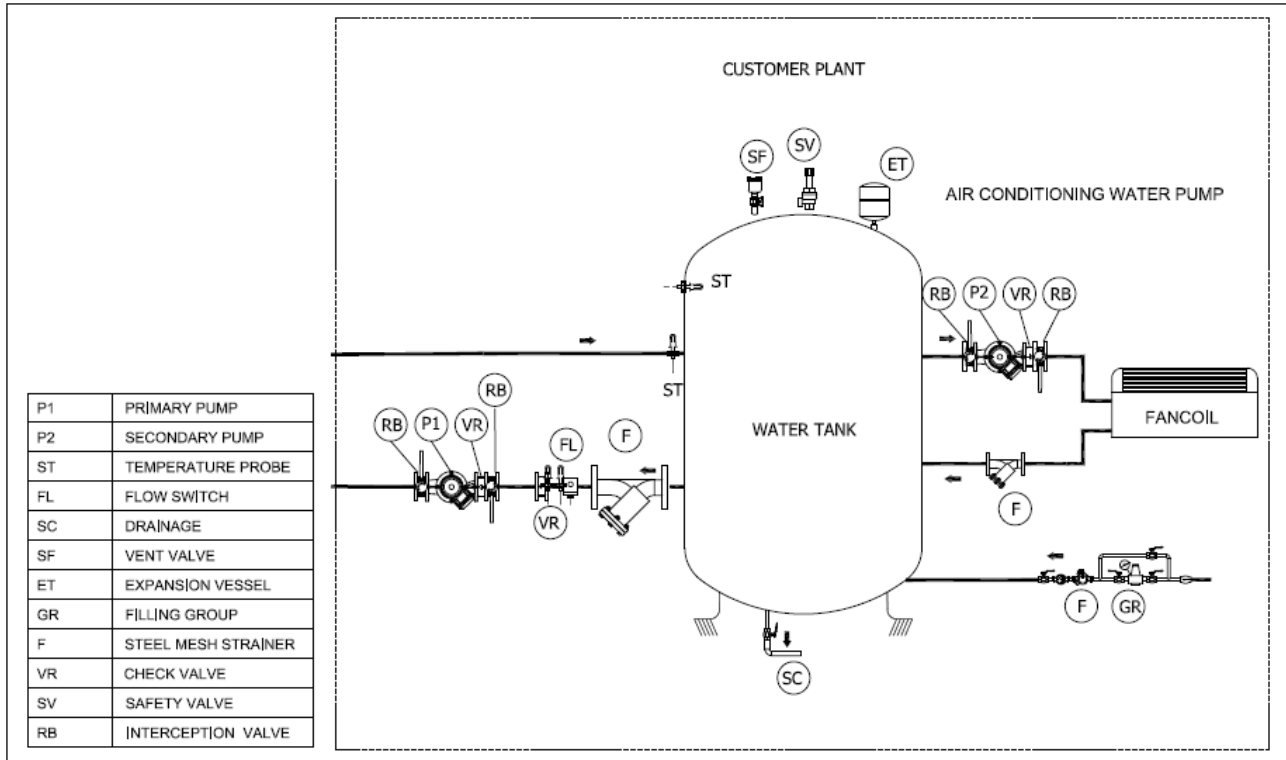 CUSTOMER PLANT
SF
SV
ET
AIR CONDITIONING WATER PUMP
ST
RB
P2
VR
RB
ST
FANCOIL
WATER TANK
RB
P1
VR
RB
FL
F
VR
F
F
GR
SC
P1 PRIMARY PUMP
P2 SECONDARY PUMP
ST TEMPERATURE PROBE
FL FLOW SWITCH
SC DRAINAGE
SF VENT VALVE
ET EXPANSION VESSEL
GR FILLING GROUP
F STEEL MESH STRAINER
VR CHECK VALVE
SV SAFETY VALVE
RB INTERCEPTION VALVE